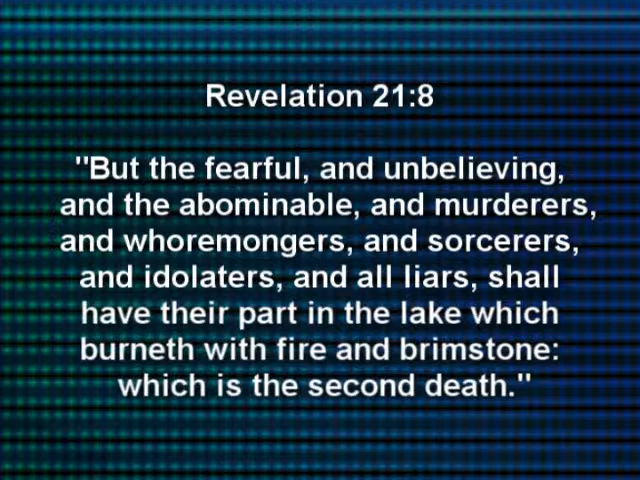 Revelation 21:8
"But the fearful, and unbelieving,
and the abominable, and murderers,
and whoremongers, and sorcerers,
and idolaters, and all liars, shall
have their part in the lake which
burneth with fire and brimstone:
which is the second death."